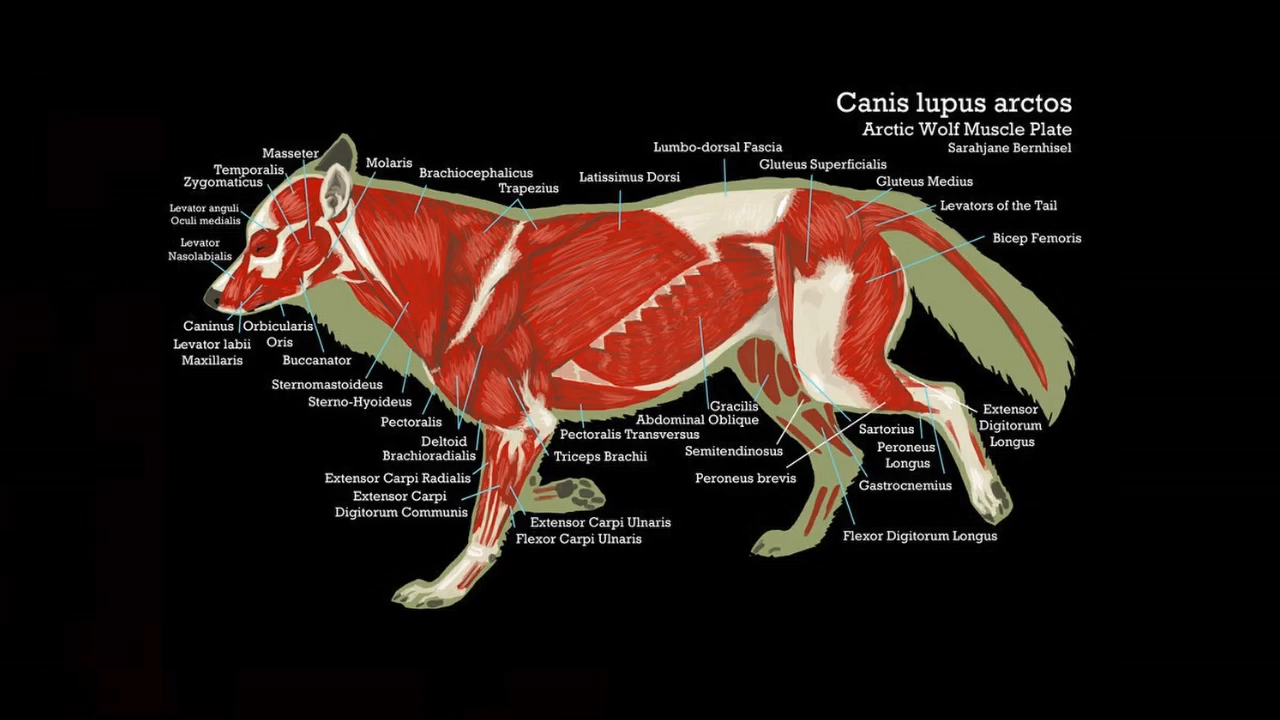 Canis lupus arctos
Arctic Wolf Muscle Plate
Sarahjane Bernhisel
Masseter
Temporalis
Zygomaticus
Levator anguli
Oculi medialis
Levator
Nasolabialis
Molaris
Brachiocephalicus
Trapezius
Latissimus Dorsi
Lumbo-dorsal Fascia
Gluteus Superficialis
Gluteus Medius
Levators of the Tail
Bicep Femoris
Caninus
Orbicularis
Oris
Levator labii
Maxillaris
Buccanator
Sternomastoideus
Sterno-Hyoideus
Pectoralis
Deltoid
Brachioradialis
Extensor Carpi Radialis
Extensor Carpi
Digitorum Communis
Extensor Carpi Ulnaris
Flexor Carpi Ulnaris
Triceps Brachii
Pectoralis Transversus
Abdominal Oblique
Gracilis
Semitendinosus
Peroneus brevis
Sartorius
Peroneus
Longus
Gastrocnemius
Flexor Digitorum Longus
Extensor
Digitorum
Longus